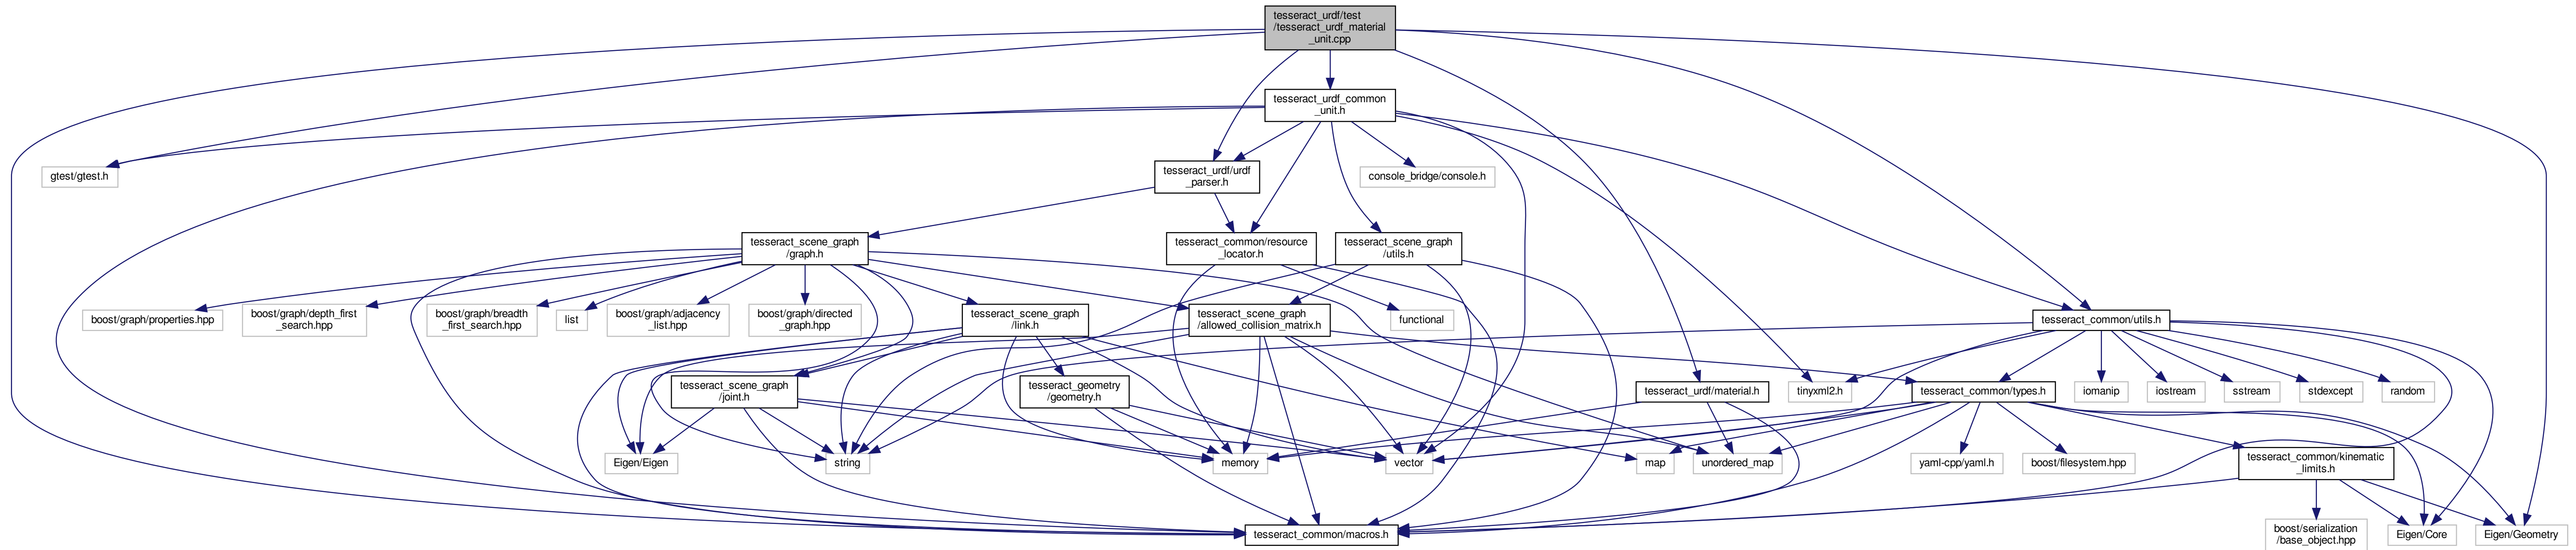 tesseract_urdf/test
/tesseract_urdf_material
_unit.cpp
tesseract_urdf_common
_unit.h
gtest/gtest.h
tesseract_urdf/urdf
_parser.h
console_bridge/console.h
tesseract_scene_graph
/graph.h
tesseract_common/resource
_locator.h
tesseract_scene_graph
/utils.h
boost/graph/properties.hpp
boost/graph/depth_first
_search.hpp
boost/graph/breadth
_first_search.hpp
list
boost/graph/adjacency
_list.hpp
boost/graph/directed
_graph.hpp
tesseract_scene_graph
/link.h
tesseract_scene_graph
/allowed_collision_matrix.h
functional
tesseract_common/utils.h
tesseract_scene_graph
/joint.h
tesseract_geometry
/geometry.h
tesseract_urdf/material.h
tinyxml2.h
tesseract_common/types.h
iomanip
iostream
sstream
stdexcept
random
Eigen/Eigen
string
memory
vector
map
unordered_map
yaml-cpp/yaml.h
boost/filesystem.hpp
tesseract_common/kinematic
_limits.h
tesseract_common/macros.h
boost/serialization
/base_object.hpp
Eigen/Core
Eigen/Geometry